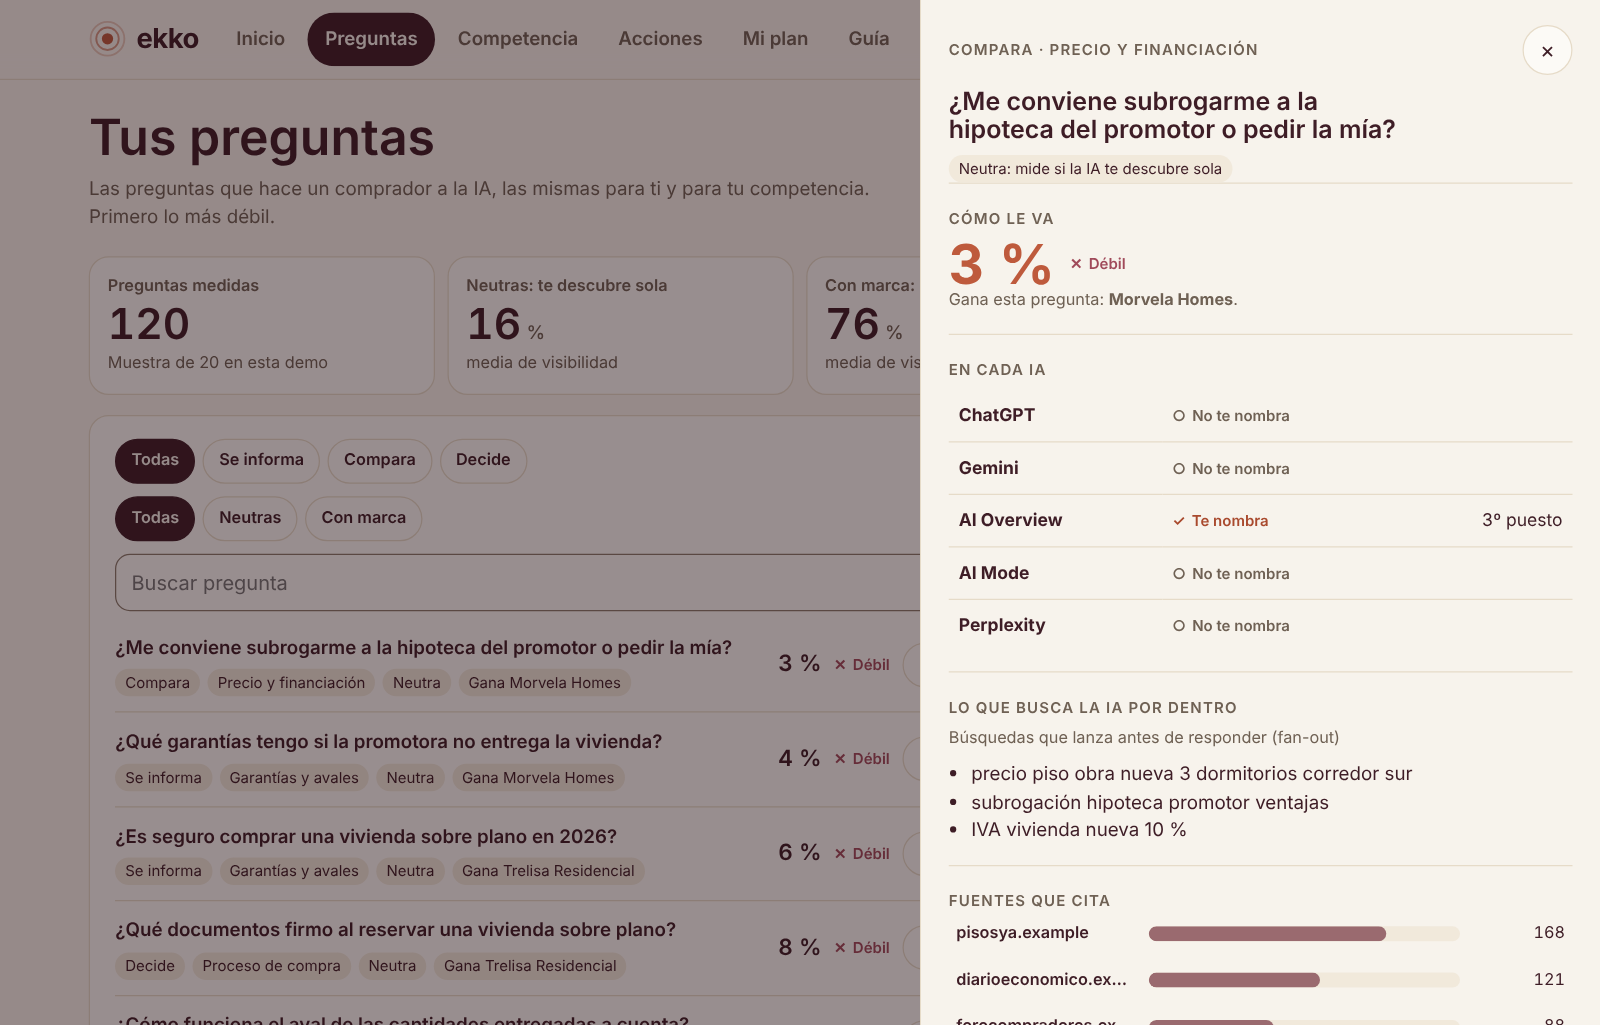 ekko
Inicio
Preguntas
Competencia
Acciones
Mi plan
Guía
Tus preguntas
Las preguntas que hace un comprador a la IA, las mismas para ti y para tu competencia.
Primero lo más débil.
Preguntas medidas
120
Muestra de 20 en esta demo
Neutras: te descubre sola
16 %
media de visibilidad
Con marca:
76 %
media de vis
Todas
Se informa
Compara
Decide
Todas
Neutras
Con marca
Buscar pregunta
¿Me conviene subrogarme a la hipoteca del promotor o pedir la mía?
Compara
Precio y financiación
Neutra
Gana Morvela Homes
3 %
× Débil
¿Qué garantías tengo si la promotora no entrega la vivienda?
Se informa
Garantías y avales
Neutra
Gana Morvela Homes
4 %
× Débil
¿Es seguro comprar una vivienda sobre plano en 2026?
Se informa
Garantías y avales
Neutra
Gana Trelisa Residencial
6 %
× Débil
¿Qué documentos firmo al reservar una vivienda sobre plano?
Decide
Proceso de compra
Neutra
Gana Trelisa Residencial
8 %
× Débil
¿Cómo funciona el aval de las cantidades entregadas a cuenta?
COMPARA · PRECIO Y FINANCIACIÓN
×
¿Me conviene subrogarme a la
hipoteca del promotor o pedir la mía?
Neutra: mide si la IA te descubre sola
CÓMO LE VA
3 %
× Débil
Gana esta pregunta: Morvela Homes.
EN CADA IA
ChatGPT
No te nombra
Gemini
No te nombra
AI Overview
✓ Te nombra
3º puesto
AI Mode
No te nombra
Perplexity
No te nombra
LO QUE BUSCA LA IA POR DENTRO
Búsquedas que lanza antes de responder (fan-out)
• precio piso obra nueva 3 dormitorios corredor sur
• subrogación hipoteca promotor ventajas
• IVA vivienda nueva 10 %
FUENTES QUE CITA
pisosya.example
168
diarioeconomico.ex...
121